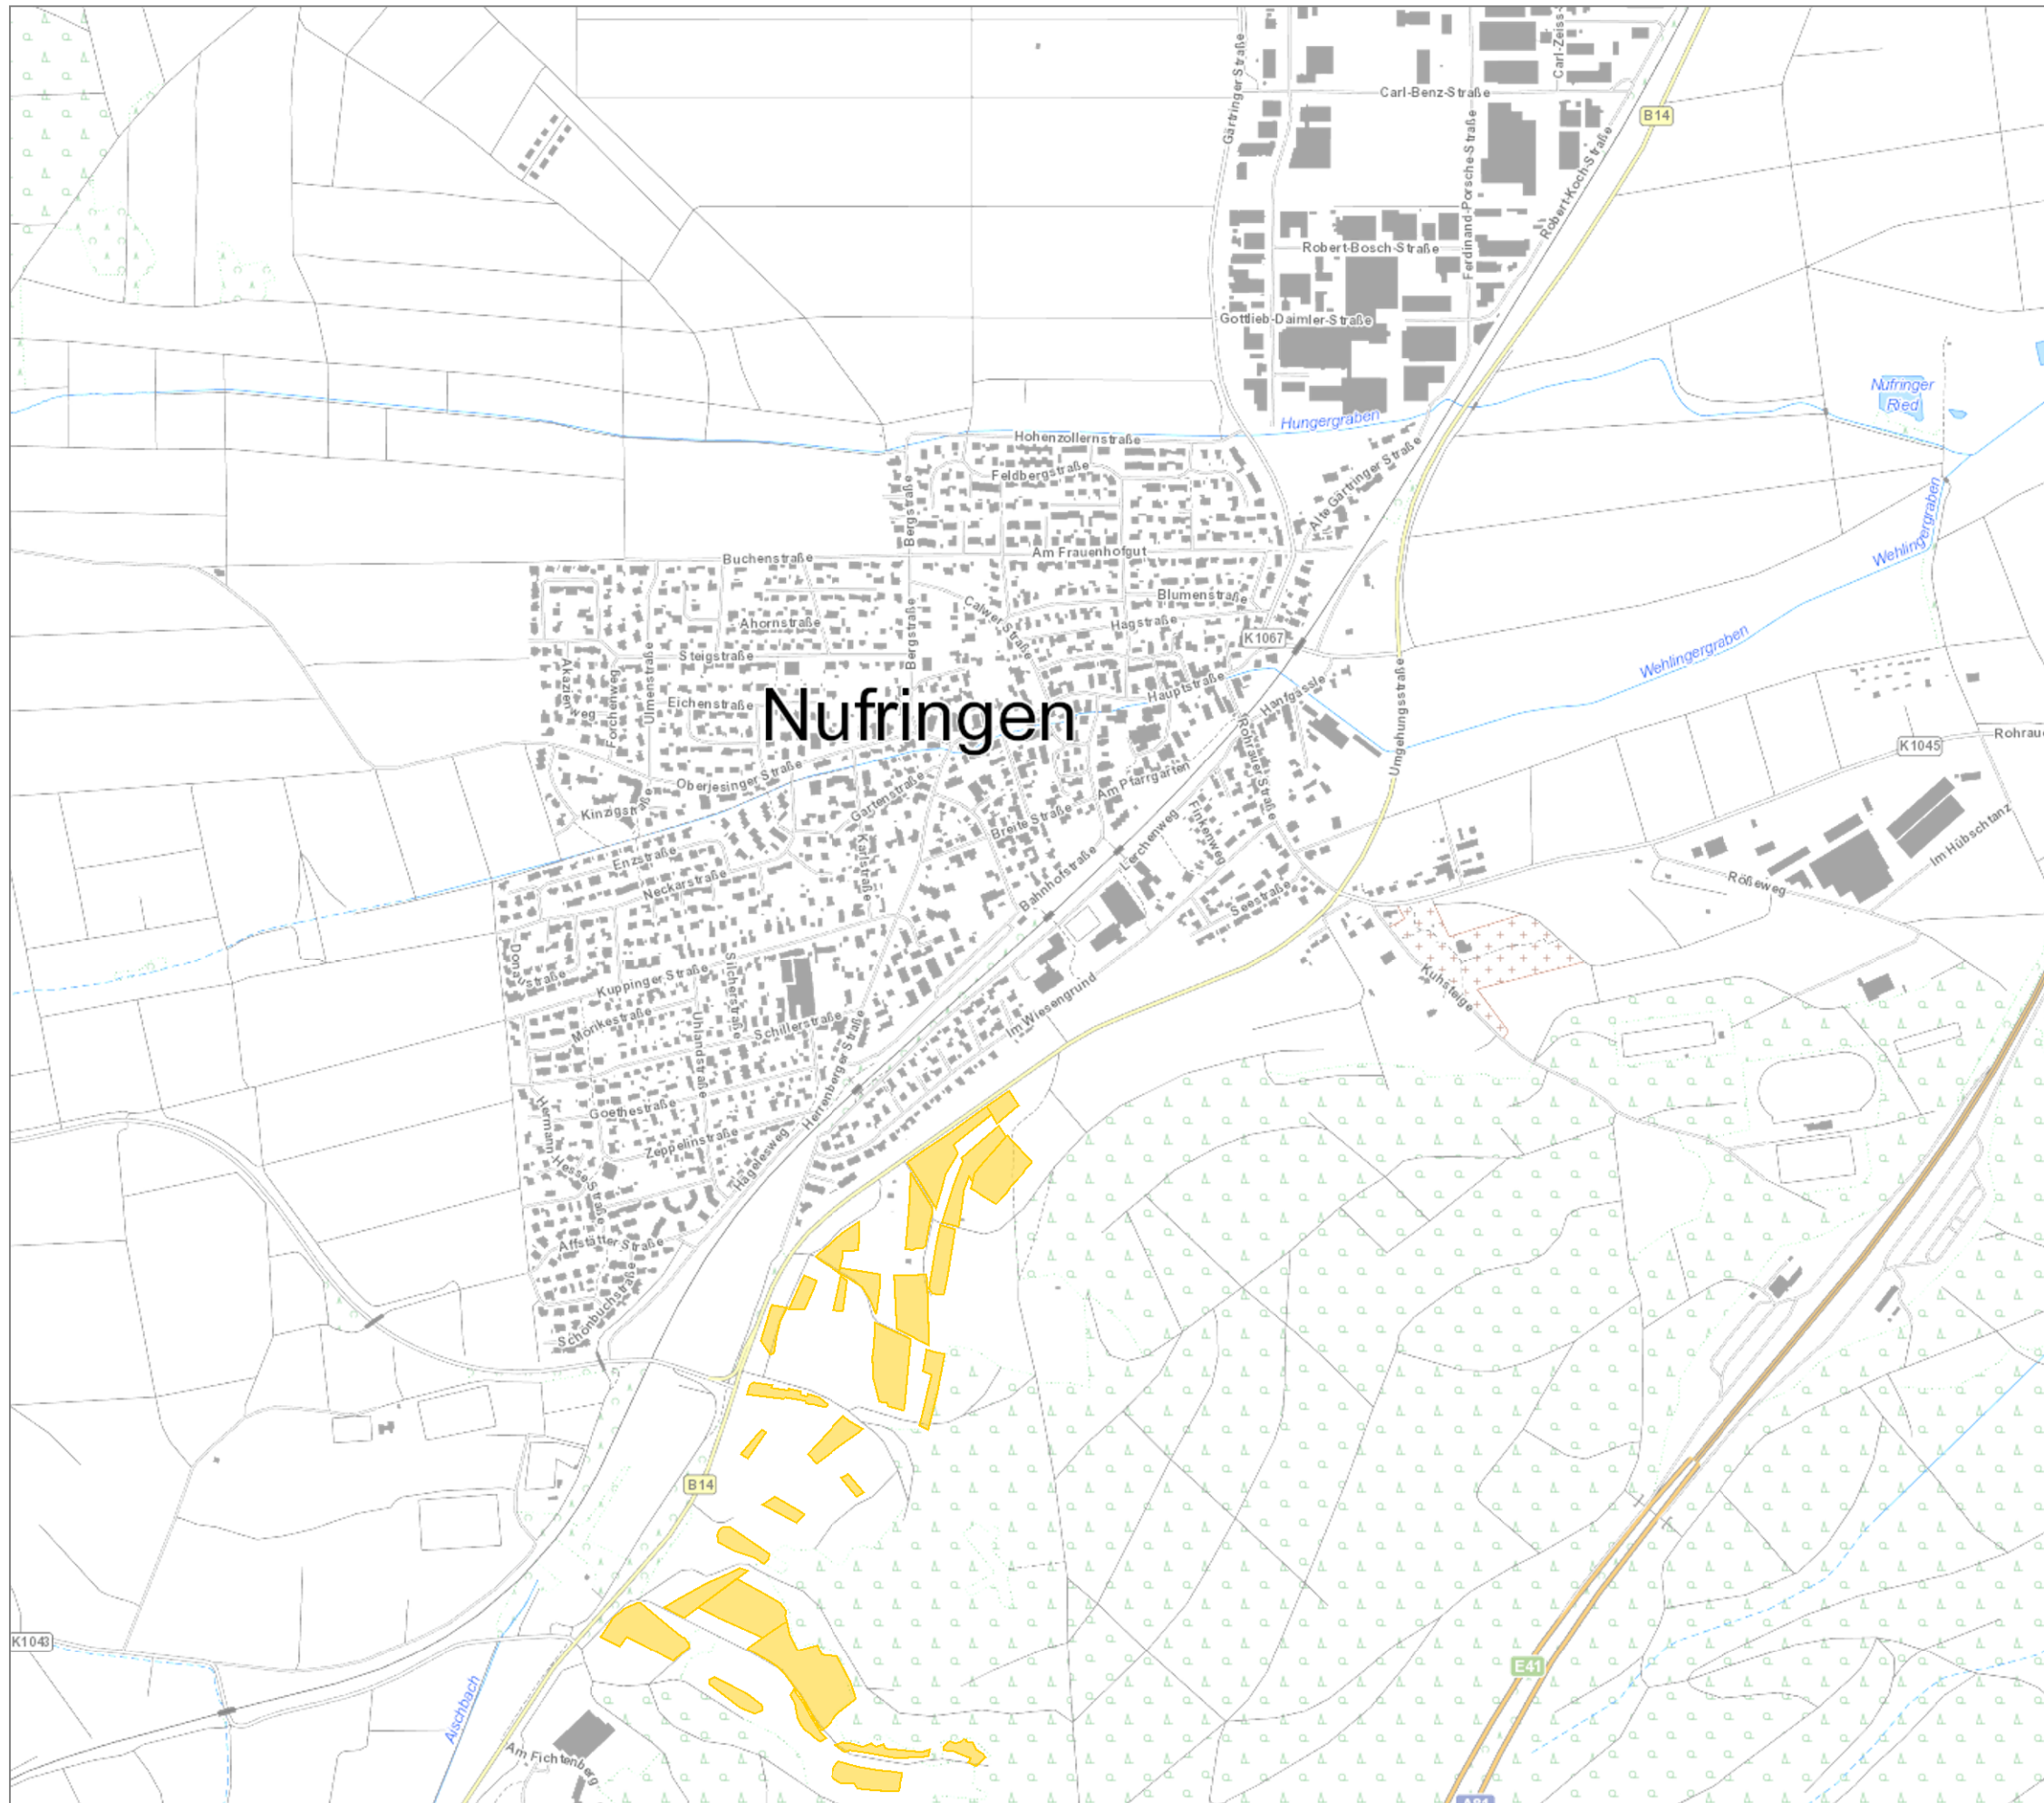 Gärtringer Straße
Carl-Zeiss-
Carl-Benz-Straße
B14
Ferdinand-Porsche-Straße
Robert-Koch-Straße
Robert-Bosch-Straße
Gottlieb-Daimler-Straße
Nufringer
Ried
Hungergraben
Hohenzollernstraße
Feldbergstraße
Alte Gärtringer Straße
Bergstraße
Wehlingergraben
Buchenstraße
Am Frauenhofgut
Blumenstraße
Calwer Straße
Ahornstraße
Hagstraße
K1067
Bergstraße
Steigstraße
Wehlingergraben
Akazien
weg
Forchenweg
Ulmenstraße
Eichenstraße
Hauptstraße
Hanfgässle
Nufringen
Umgehungsstraße
Rohrauer Straße
K1045
Rohraue
Oberjesinger Straße
Am Pfarrgarten
Gartenstraße
Kinzigstraße
Breite Straße
Finkenweg
Lerchenweg
Im Hübschtanz
Enzstraße
Karlstraße
Neckarstraße
Bahnhofstraße
Seestraße
Rößeweg
Donaustraße
Kuppinger Straße
Silcherstraße
Kuhsteige
Im Wiesengrund
Mörikestraße
Uhlandstraße
Schillerstraße
Herrenberger Straße
Goethestraße
Hermann-Hesse-Straße
Zeppelinstraße
Hägelesweg
Affstätter Straße
Schönbuchstraße
B14
K1043
E41
Aischbach
Am Fichtenberg
A81